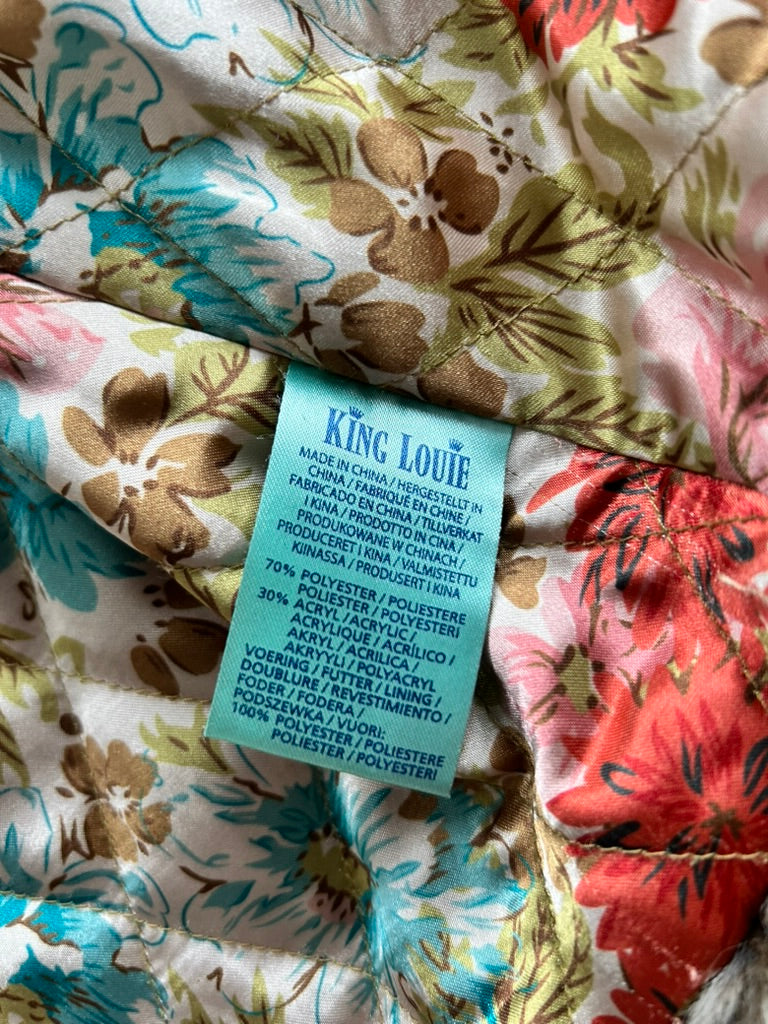 KING LOUIE
MADE IN CHINA / HERGESTELLT IN
CHINA / FABRIQUE EN CHINE /
FABRICADO EN CHINA / TILLVERKAT
I KINA / PRODOTTO IN CINA /
PRODUKOWANE W CHINACH /
PRODUCERET I KINA / VALMISTETTU
KIINASSA / PRODUSERT I KINA
70% POLYESTER / POLIESTERE
POLIESTER / POLYESTERI
30% ACRYL / ACRYLIC /
ACRYLIQUE / ACRÍLICO /
AKRYL / ACRILICA /
AKRYYLI / POLYACRYL
VOERING / FUTTER / LINING /
DOUBLURE / REVESTIMIENTO /
FODER / FODERA /
PODSZEWKA / VUORI:
100% POLYESTER / POLIESTERE
POLIESTER / POLYESTERI